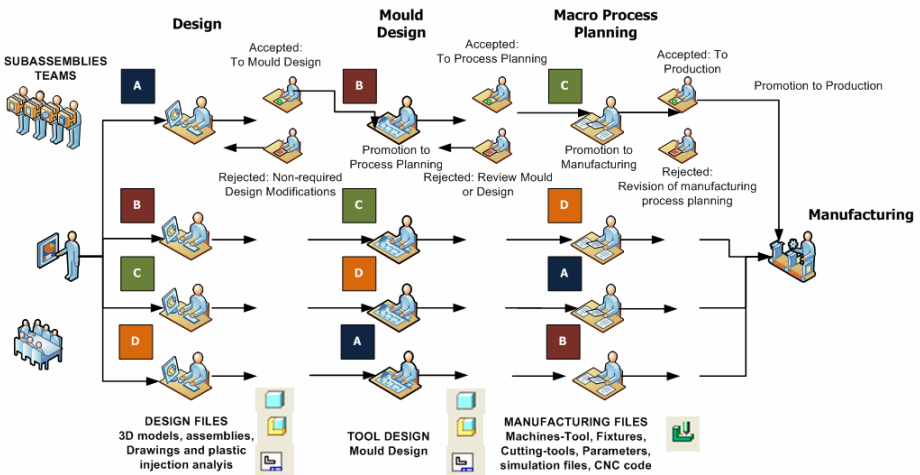 Design
Mould
Design
Macro Process
Planning
SUBASSEMBLIES
TEAMS
A
Accepted:
To Mould Design
B
Accepted:
To Process Planning
C
Accepted: To
Production
Promotion to Production
Rejected: Non-required
Design Modifications
Promotion to
Process Planning
Rejected: Review Mould
or Design
Promotion to
Manufacturing
Rejected:
Revision of manufacturing
process planning
B
C
D
Manufacturing
C
D
A
D
A
B
DESIGN FILES
3D models, assemblies,
Drawings and plastic
injection analyis
TOOL DESIGN
Mould Design
MANUFACTURING FILES
Machines-Tool, Fixtures,
Cutting-tools, Parameters,
simulation files, CNC code